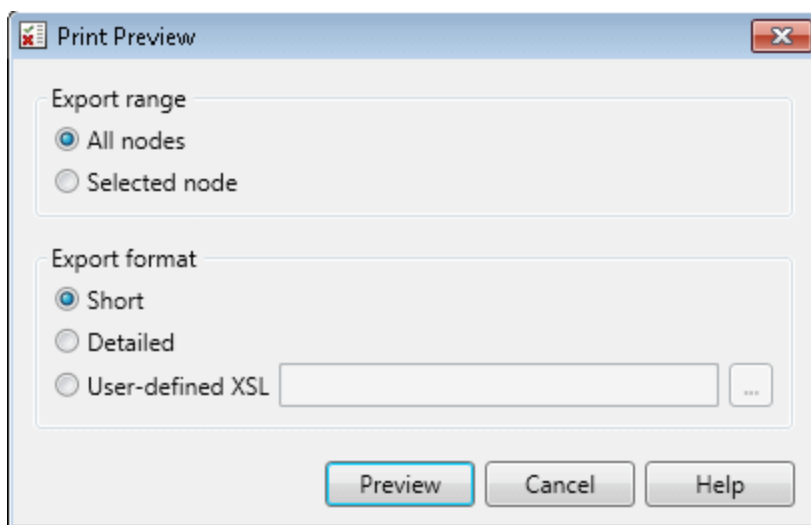 Print Preview
Export range
All nodes
Selected node
Export format
Short
Detailed
User-defined XSL ...
Preview Cancel Help